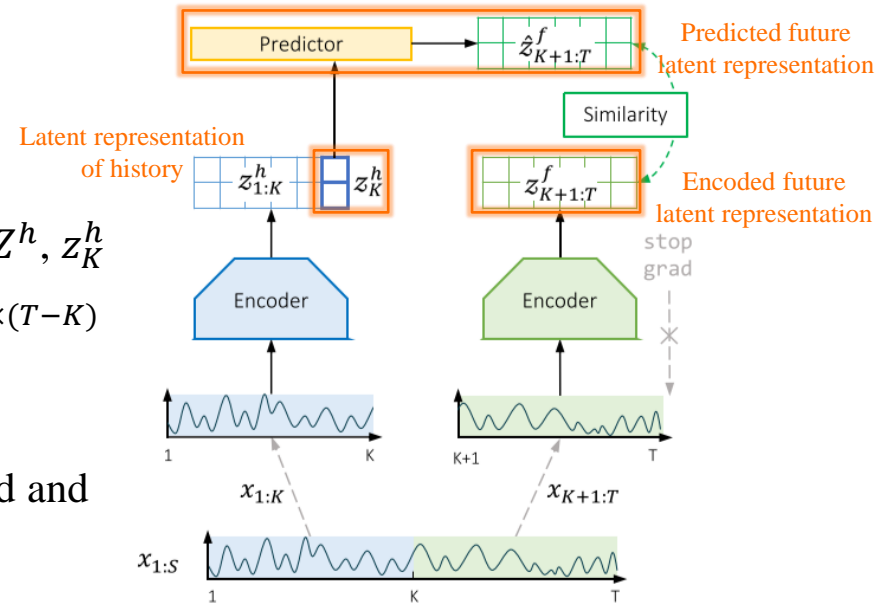 Predictor
ẑ^f_{K+1:T}
Predicted future
latent representation
Similarity
Latent representation
of history
z^h_{1:K}
z^h_K
z^f_{K+1:T}
Encoded future
latent representation
Z^h, z^h_K
×(T−K)
stop
grad
Encoder
Encoder
1
K
K+1
T
d and
x_{1:K}
x_{K+1:T}
x_{1:S}
1
K
T